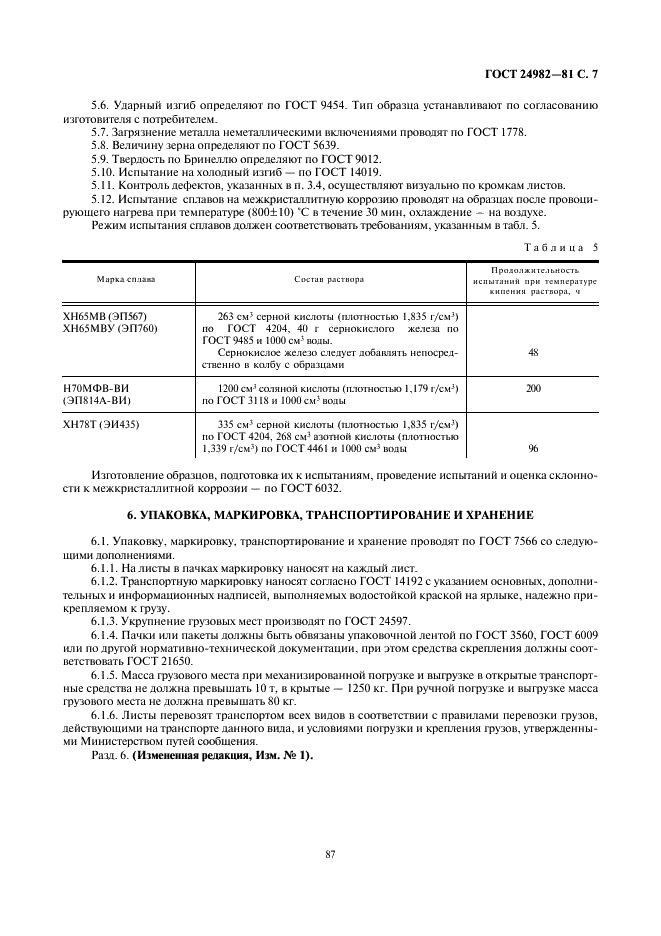 ГОСТ 24982—81 С. 7
5.6. Ударный изгиб определяют по ГОСТ 9454. Тип образца устанавливают по согласованию
изготовителя с потребителем.
5.7. Загрязнение металла неметаллическими включениями проводят по ГОСТ 1778.
5.8. Величину зерна определяют по ГОСТ 5639.
5.9. Твердость по Бринеллю определяют по ГОСТ 9012.
5.10. Испытание на холодный изгиб — по ГОСТ 14019.
5.11. Контроль дефектов, указанных в п. 3.4, осуществляют визуально по кромкам листов.
5.12. Испытание сплавов на межкристаллитную коррозию проводят на образцах после провоци-
рующего нагрева при температуре (800±10) °С в течение 30 мин, охлаждение — на воздухе.
Режим испытания сплавов должен соответствовать требованиям, указанным в табл. 5.
Таблица 5
Марка сплава
Состав раствора
Продолжительность
испытаний при температуре
кипения раствора, ч
ХН65МВ (ЭП567)
ХН65МВУ (ЭП760)
263 см³ серной кислоты (плотностью 1,835 г/см³)
по ГОСТ 4204, 40 г сернокислого железа по
ГОСТ 9485 и 1000 см³ воды.
Сернокислое железо следует добавлять непосред-
ственно в колбу с образцами
48
Н70МФВ-ВИ
(ЭП814А-ВИ)
1200 см³ соляной кислоты (плотностью 1,179 г/см³)
по ГОСТ 3118 и 1000 см³ воды
200
ХН78Т (ЭИ435)
335 см³ серной кислоты (плотностью 1,835 г/см³)
по ГОСТ 4204, 268 см³ азотной кислоты (плотностью
1,339 г/см³) по ГОСТ 4461 и 1000 см³ воды
96
Изготовление образцов, подготовка их к испытаниям, проведение испытаний и оценка склонно-
сти к межкристаллитной коррозии — по ГОСТ 6032.
6. УПАКОВКА, МАРКИРОВКА, ТРАНСПОРТИРОВАНИЕ И ХРАНЕНИЕ
6.1. Упаковку, маркировку, транспортирование и хранение проводят по ГОСТ 7566 со следую-
щими дополнениями.
6.1.1. На листы в пачках маркировку наносят на каждый лист.
6.1.2. Транспортную маркировку наносят согласно ГОСТ 14192 с указанием основных, дополни-
тельных и информационных надписей, выполняемых водостойкой краской на ярлыке, надежно при-
крепляемом к грузу.
6.1.3. Укрупнение грузовых мест производят по ГОСТ 24597.
6.1.4. Пачки или пакеты должны быть обвязаны упаковочной лентой по ГОСТ 3560, ГОСТ 6009
или по другой нормативно-технической документации, при этом средства скрепления должны соот-
ветствовать ГОСТ 21650.
6.1.5. Масса грузового места при механизированной погрузке и выгрузке в открытые транспорт-
ные средства не должна превышать 10 т, в крытые — 1250 кг. При ручной погрузке и выгрузке масса
грузового места не должна превышать 80 кг.
6.1.6. Листы перевозят транспортом всех видов в соответствии с правилами перевозки грузов,
действующими на транспорте данного вида, и условиями погрузки и крепления грузов, утвержденны-
ми Министерством путей сообщения.
Разд. 6. (Измененная редакция, Изм. № 1).
87